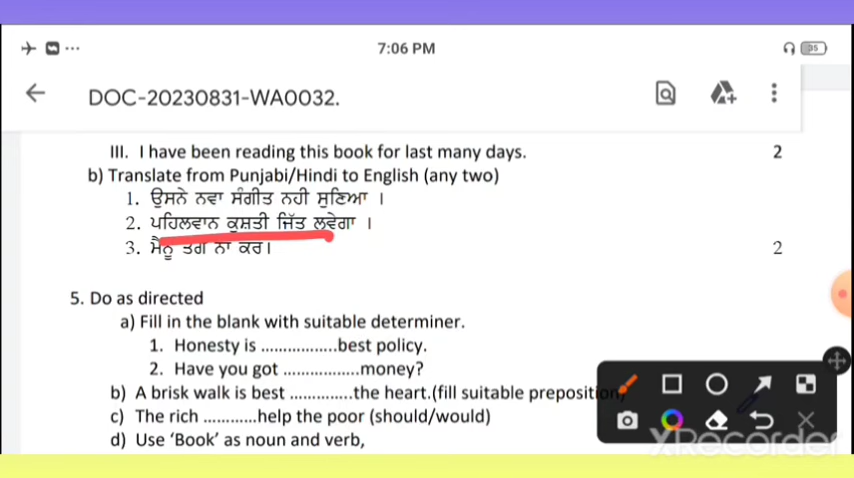 7:06 PM
35
DOC-20230831-WA0032.
III. I have been reading this book for last many days. 2
b) Translate from Punjabi/Hindi to English (any two)
1. ਉਸਨੇ ਨਵਾ ਸੰਗੀਤ ਨਹੀ ਸੁਣਿਆ ।
2. ਪਹਿਲਵਾਨ ਕੁਸ਼ਤੀ ਜਿੱਤ ਲਵੇਗਾ ।
3. ਮੈਨੂ ਤਗ ਨਾ ਕਰ। 2
5. Do as directed
a) Fill in the blank with suitable determiner.
1. Honesty is .................best policy.
2. Have you got .................money?
b) A brisk walk is best ..............the heart.(fill suitable preposition)
c) The rich ............help the poor (should/would)
d) Use ‘Book’ as noun and verb,
XRecorder